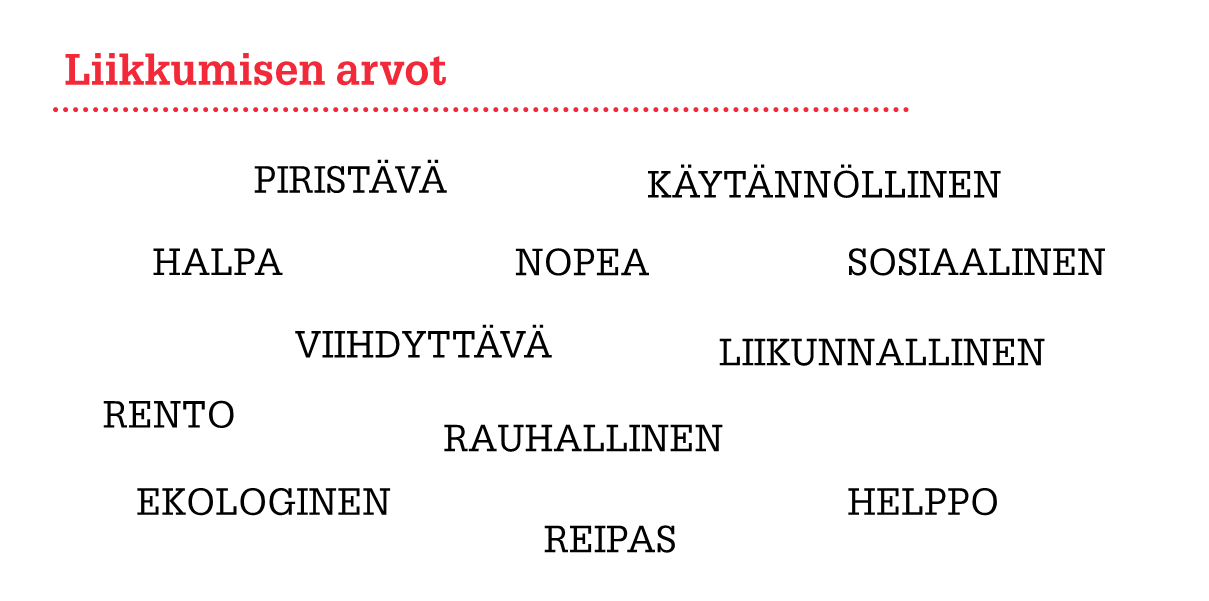 Liikkumisen arvot
PIRISTÄVÄ
KÄYTÄNNÖLLINEN
HALPA
NOPEA
SOSIAALINEN
VIIHDYTTÄVÄ
LIIKUNNALLINEN
RENTO
RAUHALLINEN
EKOLOGINEN
HELPPO
REIPAS